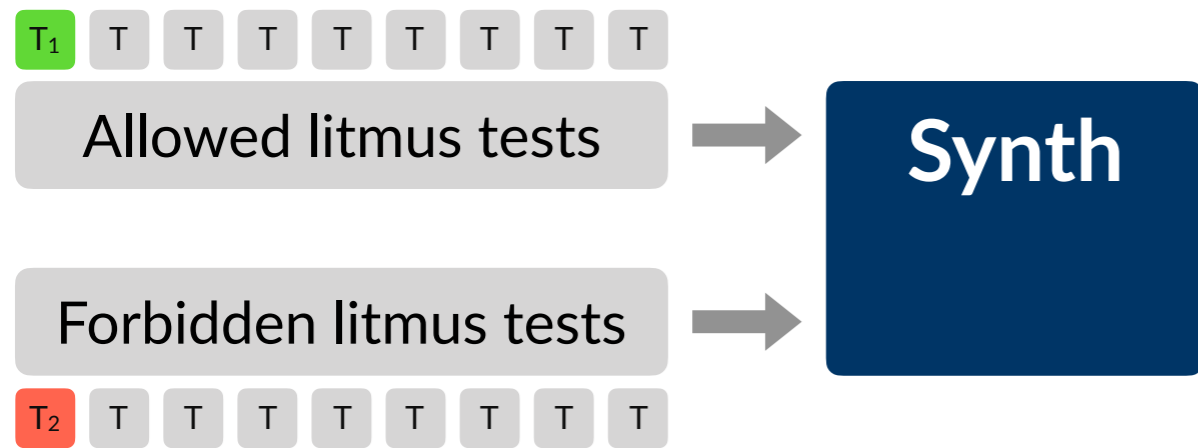 T₁ T T T T T T T T
Allowed litmus tests
Synth
Forbidden litmus tests
T₂ T T T T T T T T